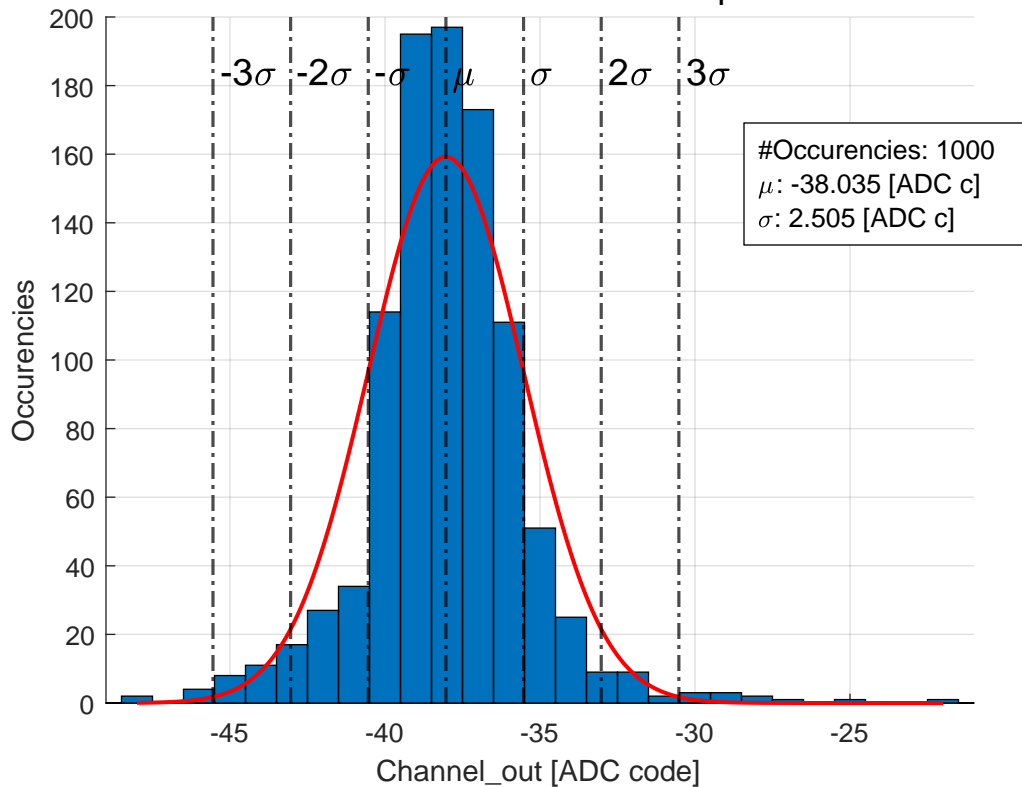 200
180
160
140
120
100
80
60
40
20
0
Occurencies
-3σ -2σ -σ μ σ 2σ 3σ
#Occurencies: 1000
μ: -38.035 [ADC c]
σ: 2.505 [ADC c]
-45 -40 -35 -30 -25
Channel_out [ADC code]